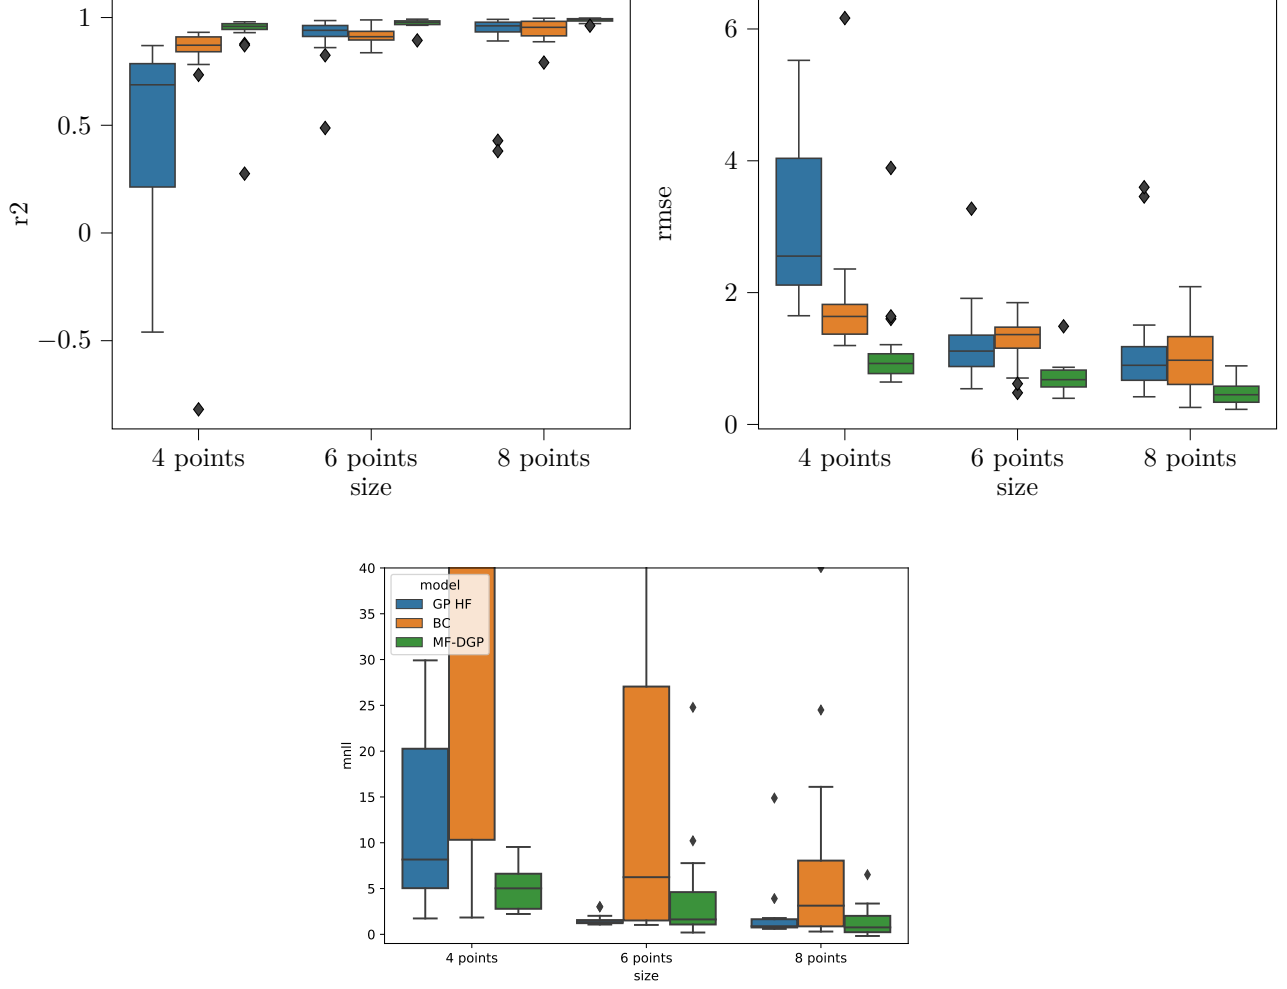 1
0.5
0
−0.5
r2
4 points
6 points
8 points
size
6
4
2
0
rmse
4 points
6 points
8 points
size
40
35
30
25
20
15
10
5
0
mnll
model
GP HF
BC
MF-DGP
4 points
6 points
8 points
size